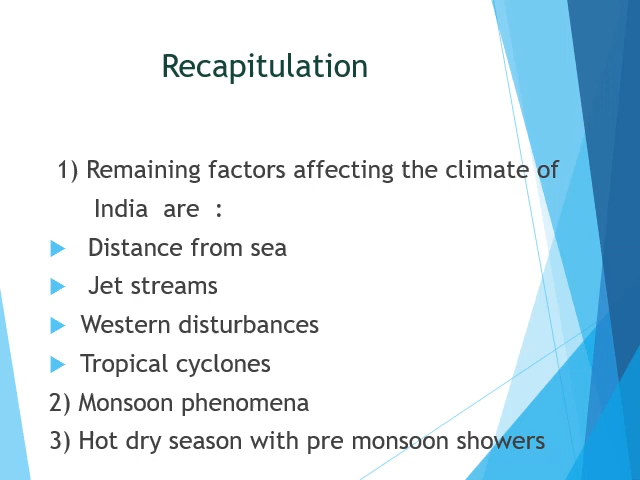 Recapitulation
1) Remaining factors affecting the climate of
India are :
Distance from sea
Jet streams
Western disturbances
Tropical cyclones
2) Monsoon phenomena
3) Hot dry season with pre monsoon showers